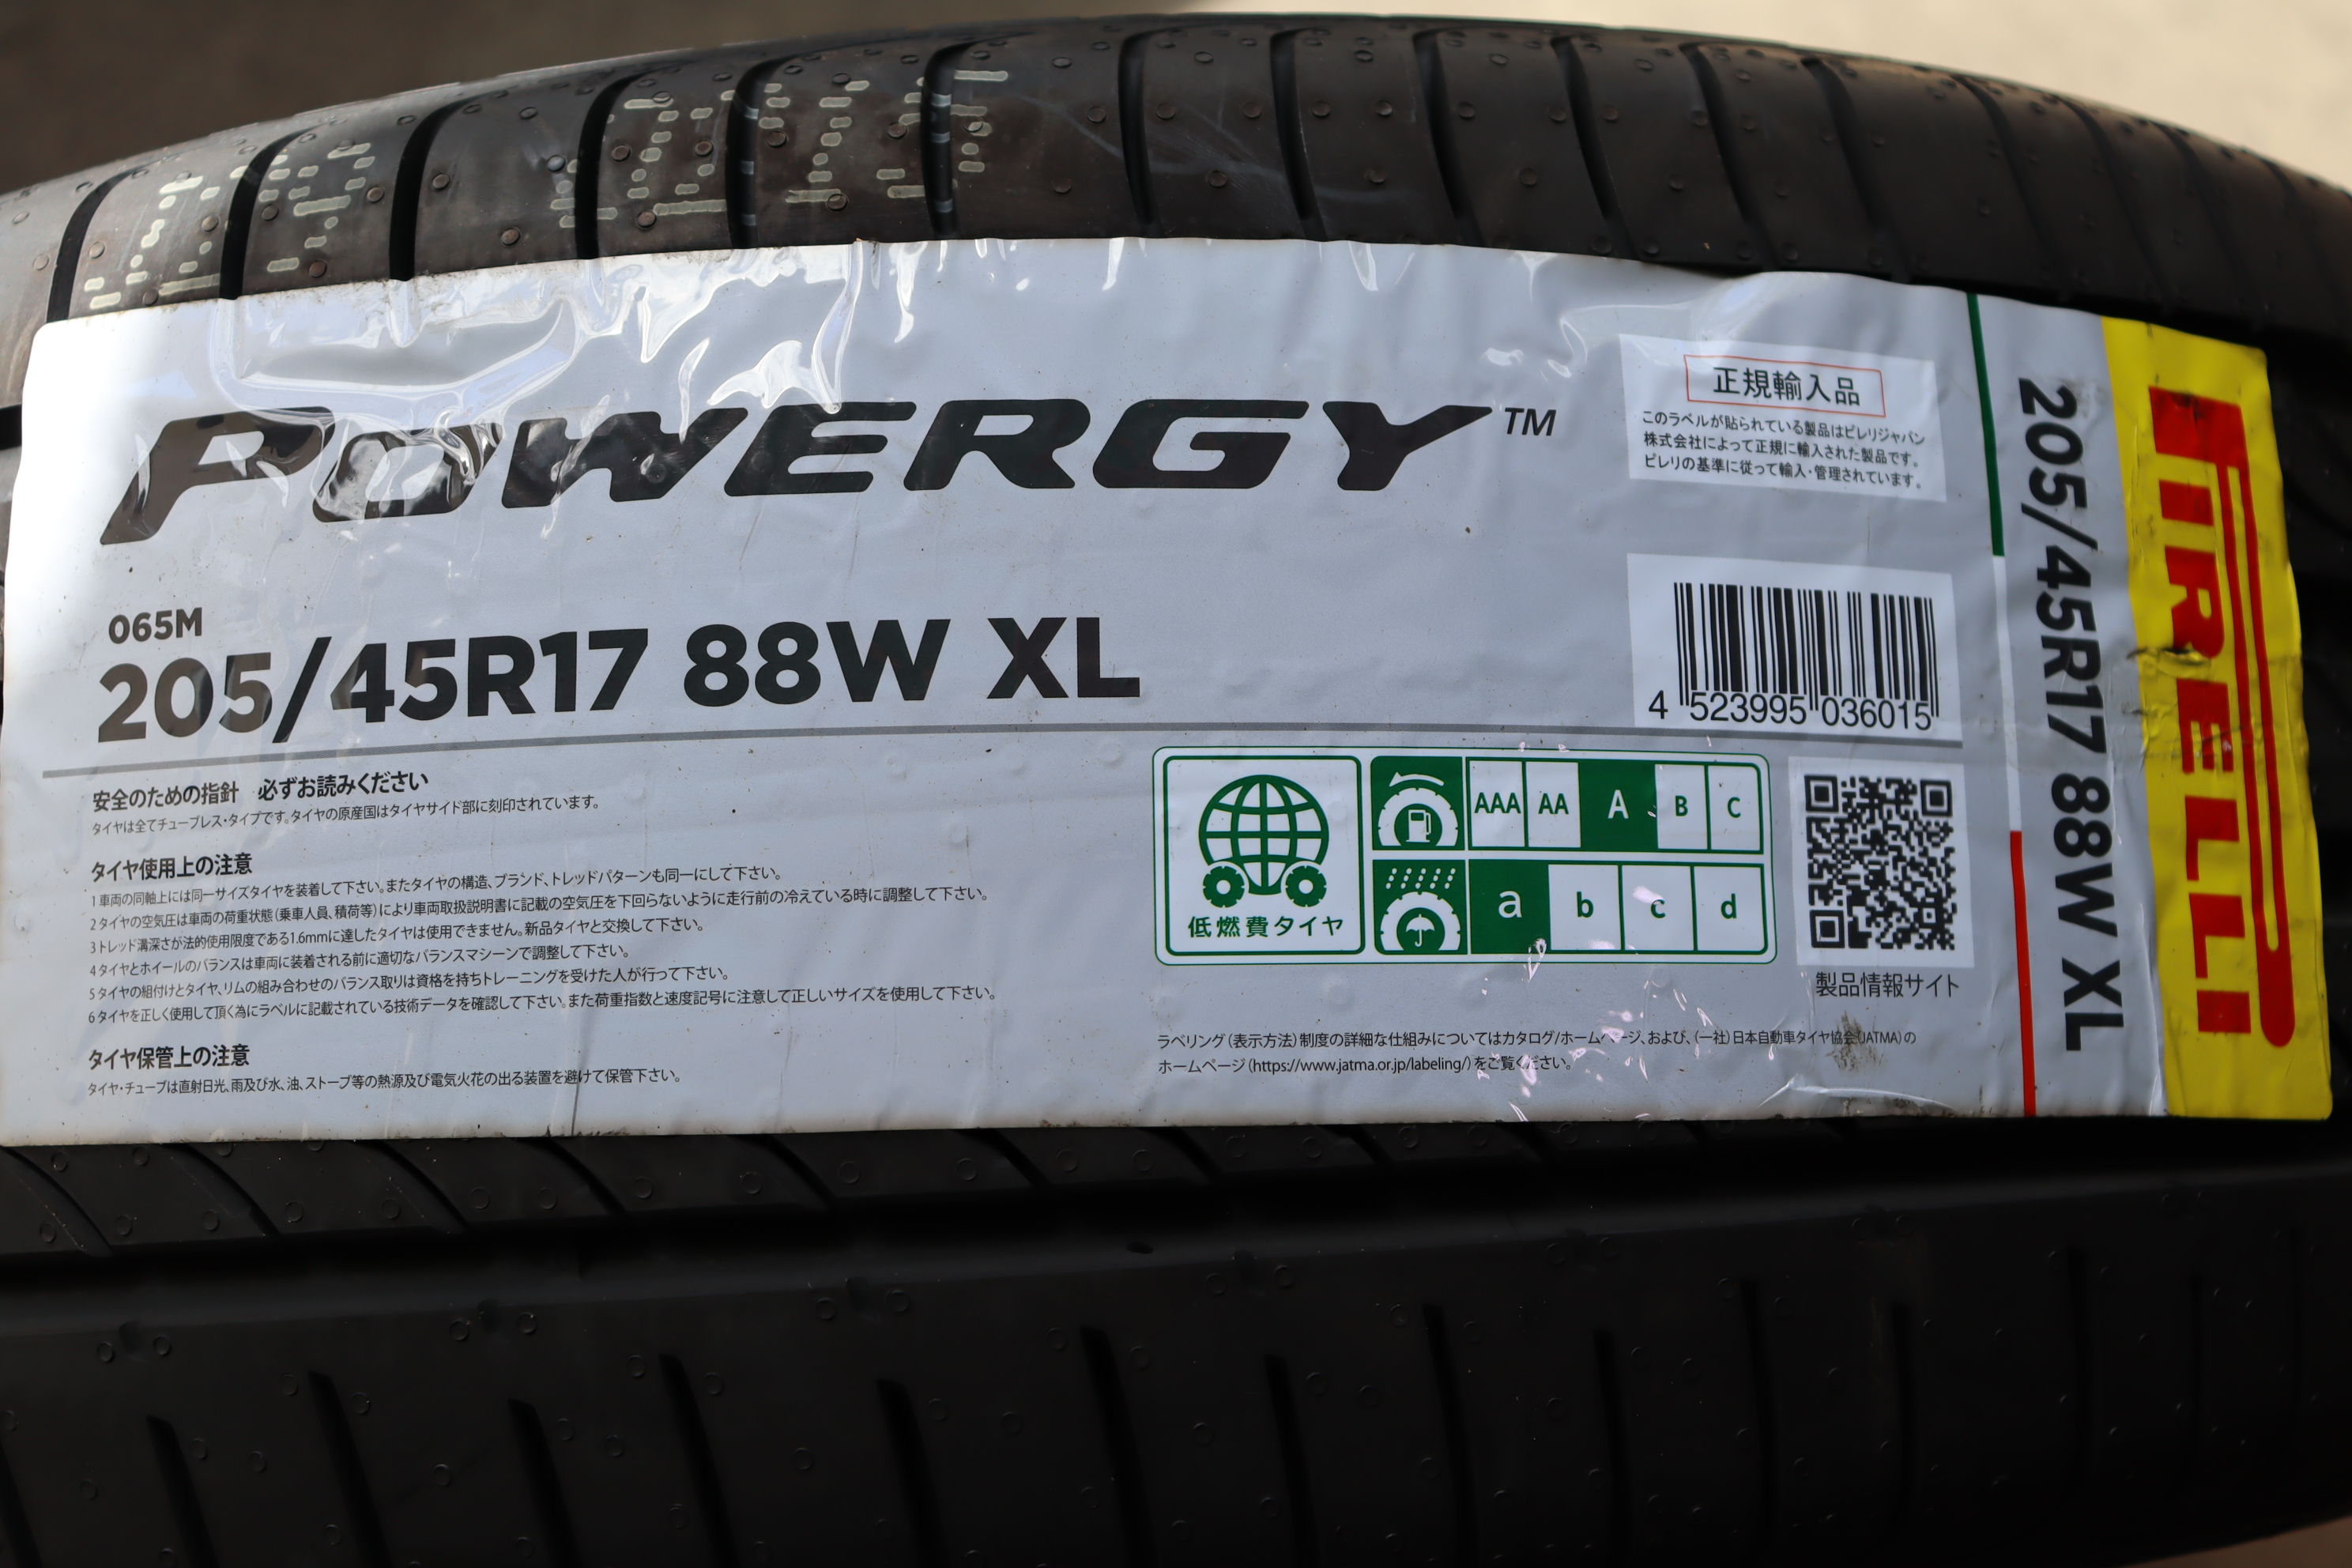 POWERGY™
正規輸入品
このラベルが貼られている製品はピレリジャパン
株式会社によって正規に輸入された製品です。
ピレリの基準に従って輸入・管理されています。
065M
205/45R17 88W XL
4 523995 036015
安全のための指針 必ずお読みください
タイヤは全てチューブレス・タイプです。タイヤの原産国はタイヤサイド部に刻印されています。
タイヤ使用上の注意
1 車両の同軸上には同一サイズタイヤを装着して下さい。またタイヤの構造、ブランド、トレッドパターンも同一にして下さい。
2 タイヤの空気圧は車両の荷重状態(乗車人員、積荷等)により車両取扱説明書に記載の空気圧を下回らないように走行前の冷えている時に調整して下さい。
3 トレッド溝深さが法的使用限度である1.6mmに達したタイヤは使用できません。新品タイヤと交換して下さい。
4 タイヤとホイールのバランスは車両に装着される前に適切なバランスマシーンで調整して下さい。
5 タイヤの組付けとタイヤ、リムの組み合わせのバランス取りは資格を持ちトレーニングを受けた人が行って下さい。
6 タイヤを正しく使用して頂く為にラベルに記載されている技術データを確認して下さい。また荷重指数と速度記号に注意して正しいサイズを使用して下さい。
タイヤ保管上の注意
タイヤ・チューブは直射日光、雨及び水、油、ストーブ等の熱源及び電気火花の出る装置を避けて保管下さい。
低燃費タイヤ
AAA AA A B C
a b c d
製品情報サイト
ラベリング(表示方法)制度の詳細な仕組みについてはカタログ/ホームページ、および、(一社)日本自動車タイヤ協会(JATMA)の
ホームページ(https://www.jatma.or.jp/labeling/)をご覧ください。
205/45R17 88W XL
PIRELLI